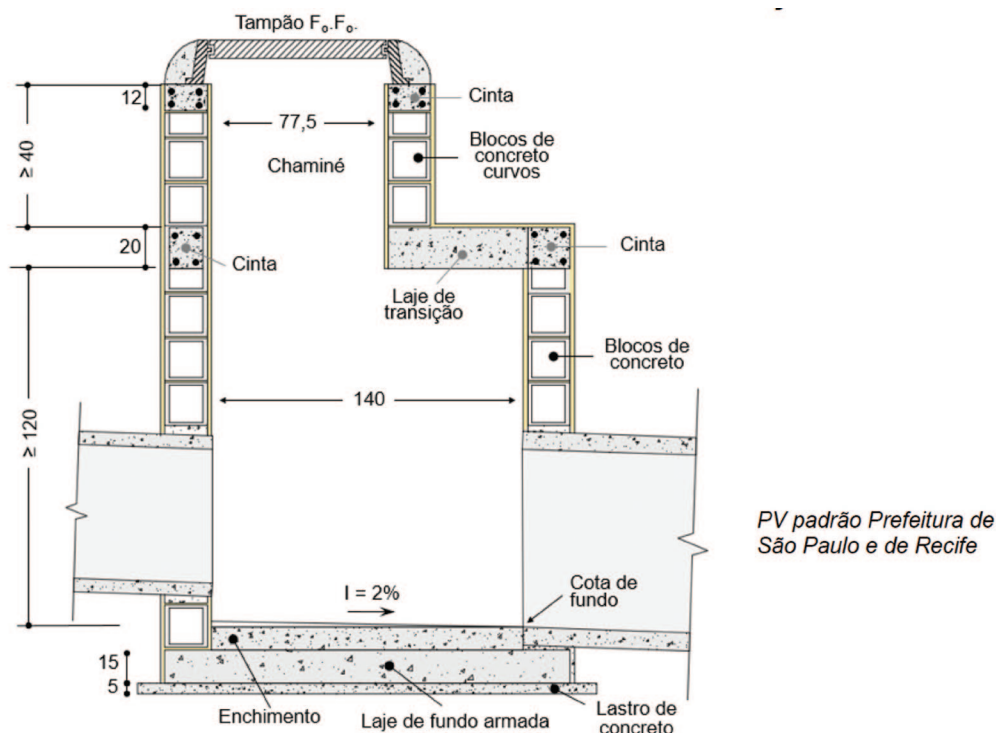 Tampão F₀.F₀.
12
Cinta
77,5
≥ 40
Chaminé
Blocos de
concreto
curvos
20
Cinta
Cinta
Laje de
transição
Blocos de
concreto
140
≥ 120
PV padrão Prefeitura de
São Paulo e de Recife
I = 2%
Cota de
fundo
15
5
Enchimento
Laje de fundo armada
Lastro de
concreto